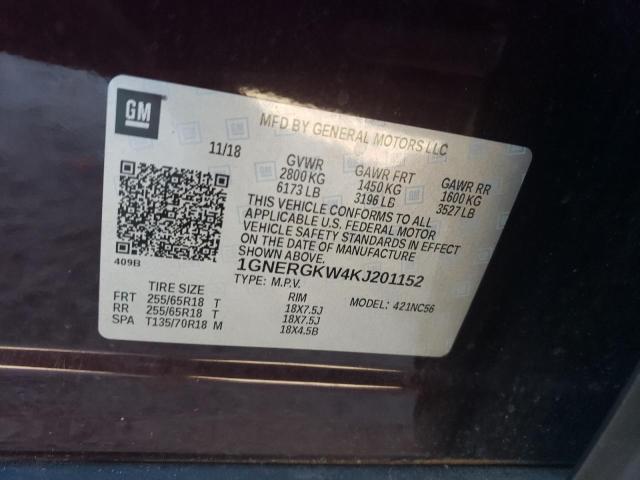 GM
MFD BY GENERAL MOTORS LLC
11/18 GVWR GAWR FRT GAWR RR
2800 KG 1450 KG 1600 KG
6173 LB 3196 LB 3527 LB
THIS VEHICLE CONFORMS TO ALL
APPLICABLE U.S. FEDERAL MOTOR
VEHICLE SAFETY STANDARDS IN EFFECT
ON THE DATE OF MANUFACTURE
SHOWN ABOVE.
409B 1GNERGKW4KJ201152
TYPE: M.P.V. MODEL: 421NC56
TIRE SIZE RIM
FRT 255/65R18 T 18X7.5J
RR 255/65R18 T 18X7.5J
SPA T135/70R18 M 18X4.5B